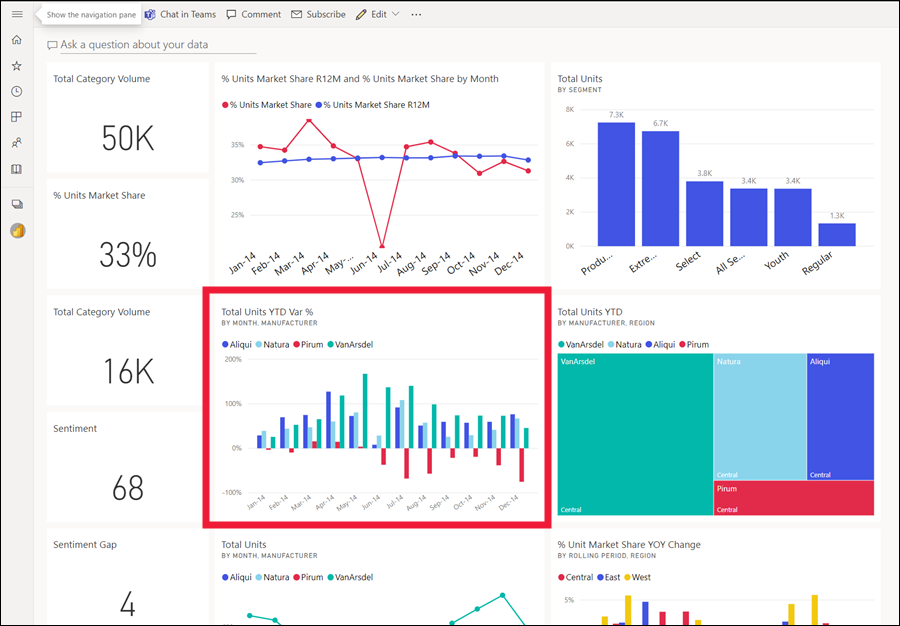 Show the navigation pane
Chat in Teams
Comment
Subscribe
Edit
Ask a question about your data
Total Category Volume
50K
% Units Market Share R12M and % Units Market Share by Month
% Units Market Share
% Units Market Share R12M
35%
30%
25%
Jan-14
Feb-14
Mar-14
Apr-14
May-...
Jun-14
Jul-14
Aug-14
Sep-14
Oct-14
Nov-14
Dec-14
Total Units
BY SEGMENT
8K
6K
4K
2K
0K
7.3K
6.7K
3.8K
3.4K
3.4K
1.3K
Produ...
Extre...
Select
All Se...
Youth
Regular
% Units Market Share
33%
Total Category Volume
16K
Total Units YTD Var %
BY MONTH, MANUFACTURER
Aliqui
Natura
Pirum
VanArsdel
200%
100%
0%
-100%
Jan-14
Feb-14
Mar-14
Apr-14
May-14
Jun-14
Jul-14
Aug-14
Sep-14
Oct-14
Nov-14
Dec-14
Total Units YTD
BY MANUFACTURER, REGION
VanArsdel
Natura
Aliqui
Pirum
VanArsdel
Central
Natura
Central
Aliqui
Central
Pirum
Central
Sentiment
68
Sentiment Gap
4
Total Units
BY MONTH, MANUFACTURER
Aliqui
Natura
Pirum
VanArsdel
% Unit Market Share YOY Change
BY ROLLING PERIOD, REGION
Central
East
West
5%